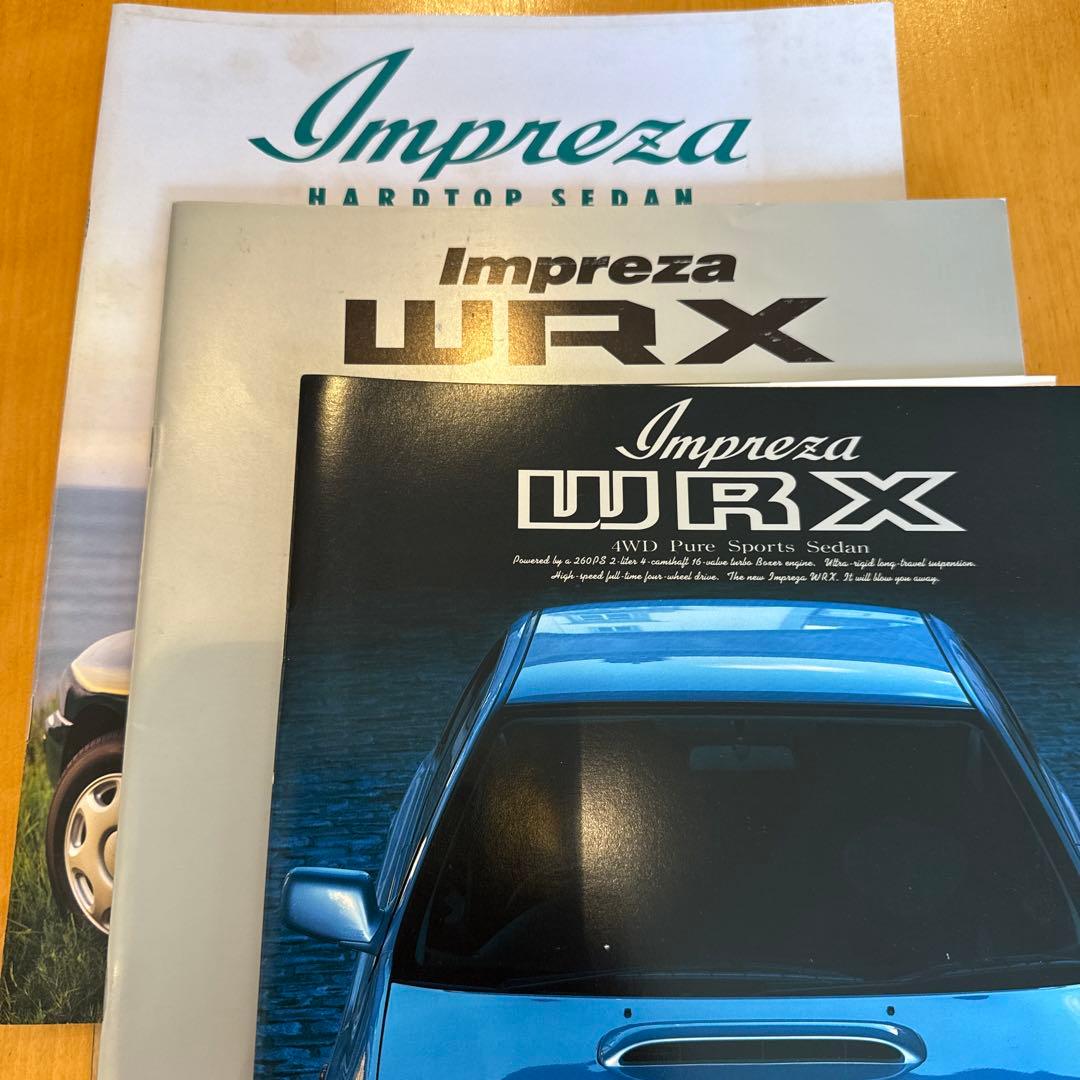 Impreza
HARDTOP SEDAN
Impreza
WRX
Impreza
WRX
4WD Pure Sports Sedan
Powered by a 260PS 2-liter 4-camshaft 16-valve turbo Boxer engine. Ultra-rigid long-travel suspension.
High-speed full-time four-wheel drive. The new Impreza WRX. It will blow you away.